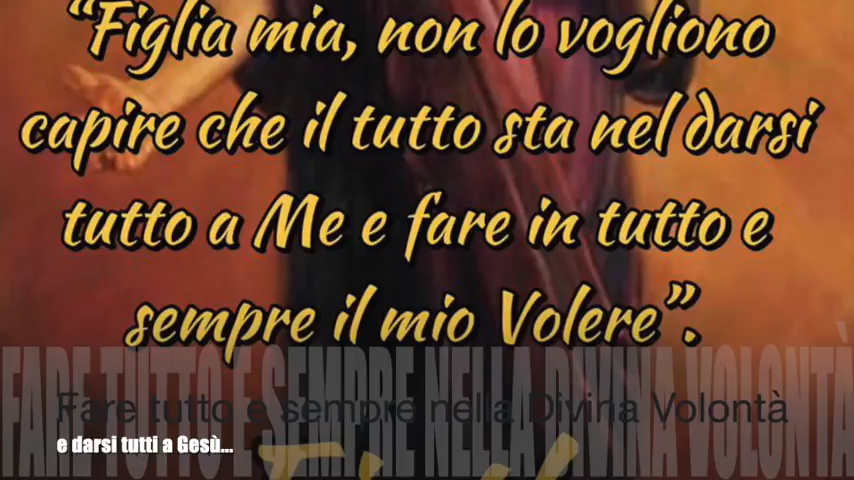 “Figlia mia, non lo vogliono
capire che il tutto sta nel darsi
tutto a Me e fare in tutto e
sempre il mio Volere”.
FARE TUTTO E SEMPRE NELLA DIVINA VOLONTÀ
Fare tutto e sempre nella Divina Volontà
e darsi tutti a Gesù...